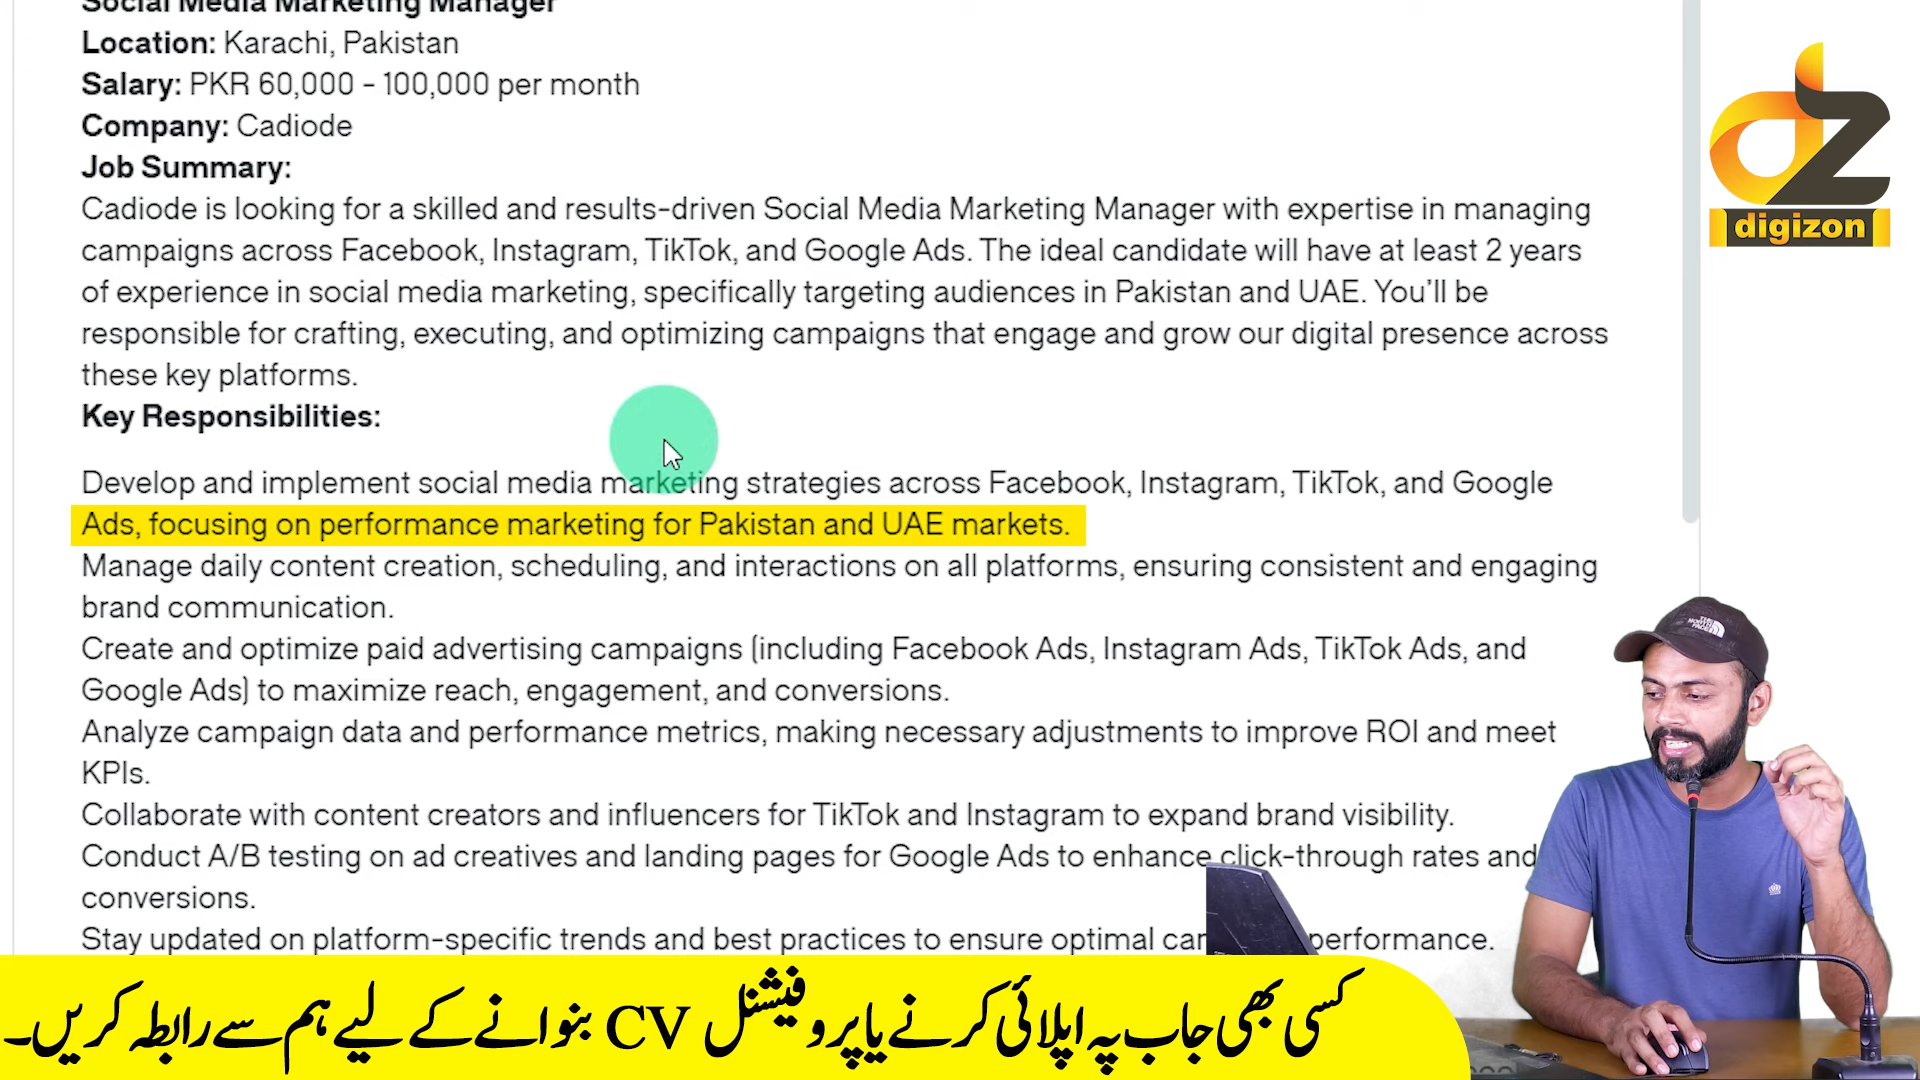 Social Media Marketing Manager
Location: Karachi, Pakistan
Salary: PKR 60,000 - 100,000 per month
Company: Cadiode
Job Summary:
Cadiode is looking for a skilled and results-driven Social Media Marketing Manager with expertise in managing
campaigns across Facebook, Instagram, TikTok, and Google Ads. The ideal candidate will have at least 2 years
of experience in social media marketing, specifically targeting audiences in Pakistan and UAE. You'll be
responsible for crafting, executing, and optimizing campaigns that engage and grow our digital presence across
these key platforms.
Key Responsibilities:
Develop and implement social media marketing strategies across Facebook, Instagram, TikTok, and Google
Ads, focusing on performance marketing for Pakistan and UAE markets.
Manage daily content creation, scheduling, and interactions on all platforms, ensuring consistent and engaging
brand communication.
Create and optimize paid advertising campaigns (including Facebook Ads, Instagram Ads, TikTok Ads, and
Google Ads) to maximize reach, engagement, and conversions.
Analyze campaign data and performance metrics, making necessary adjustments to improve ROI and meet
KPIs.
Collaborate with content creators and influencers for TikTok and Instagram to expand brand visibility.
Conduct A/B testing on ad creatives and landing pages for Google Ads to enhance click-through rates and
conversions.
Stay updated on platform-specific trends and best practices to ensure optimal performance.
dz
digizon
THE NORTH FACE
کسی بھی جاب پہ اپلائی کرنے یا پروفیشنل CV بنوانے کے لیے ہم سے رابطہ کریں۔